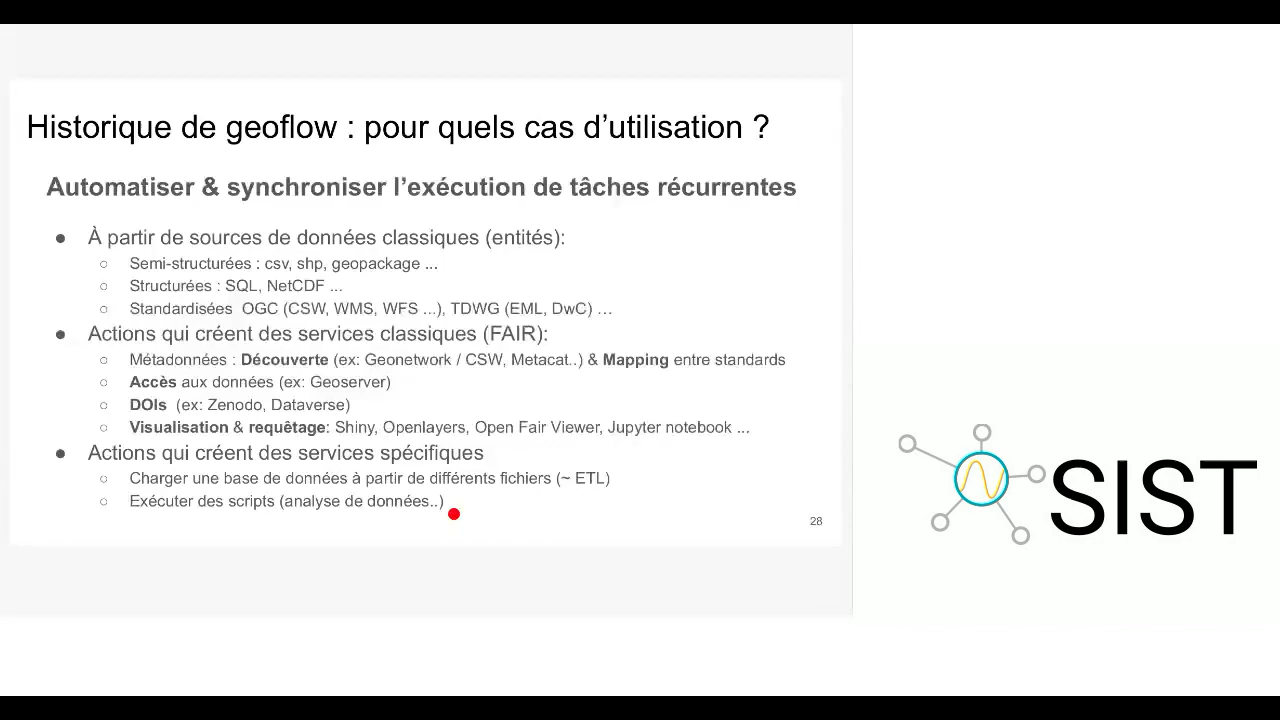 Historique de geoflow : pour quels cas d’utilisation ?
Automatiser & synchroniser l’exécution de tâches récurrentes
● À partir de sources de données classiques (entités):
○ Semi-structurées : csv, shp, geopackage ...
○ Structurées : SQL, NetCDF ...
○ Standardisées  OGC (CSW, WMS, WFS ...), TDWG (EML, DwC) …
● Actions qui créent des services classiques (FAIR):
○ Métadonnées : Découverte (ex: Geonetwork / CSW, Metacat..) & Mapping entre standards
○ Accès aux données (ex: Geoserver)
○ DOIs  (ex: Zenodo, Dataverse)
○ Visualisation & requêtage: Shiny, Openlayers, Open Fair Viewer, Jupyter notebook ...
● Actions qui créent des services spécifiques
○ Charger une base de données à partir de différents fichiers (~ ETL)
○ Exécuter des scripts (analyse de données..)
28
SIST